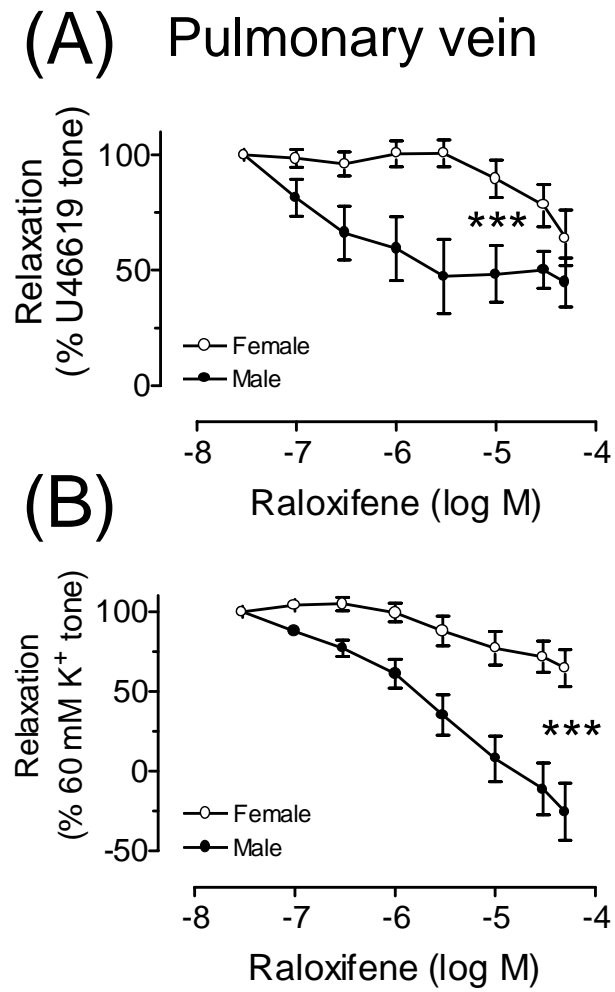 (A) Pulmonary vein
Relaxation
(% U46619 tone)
100
50
0
***
Female
Male
-8 -7 -6 -5 -4
Raloxifene (log M)
(B)
Relaxation
(% 60 mM K⁺ tone)
100
50
0
-50
***
Female
Male
-8 -7 -6 -5 -4
Raloxifene (log M)